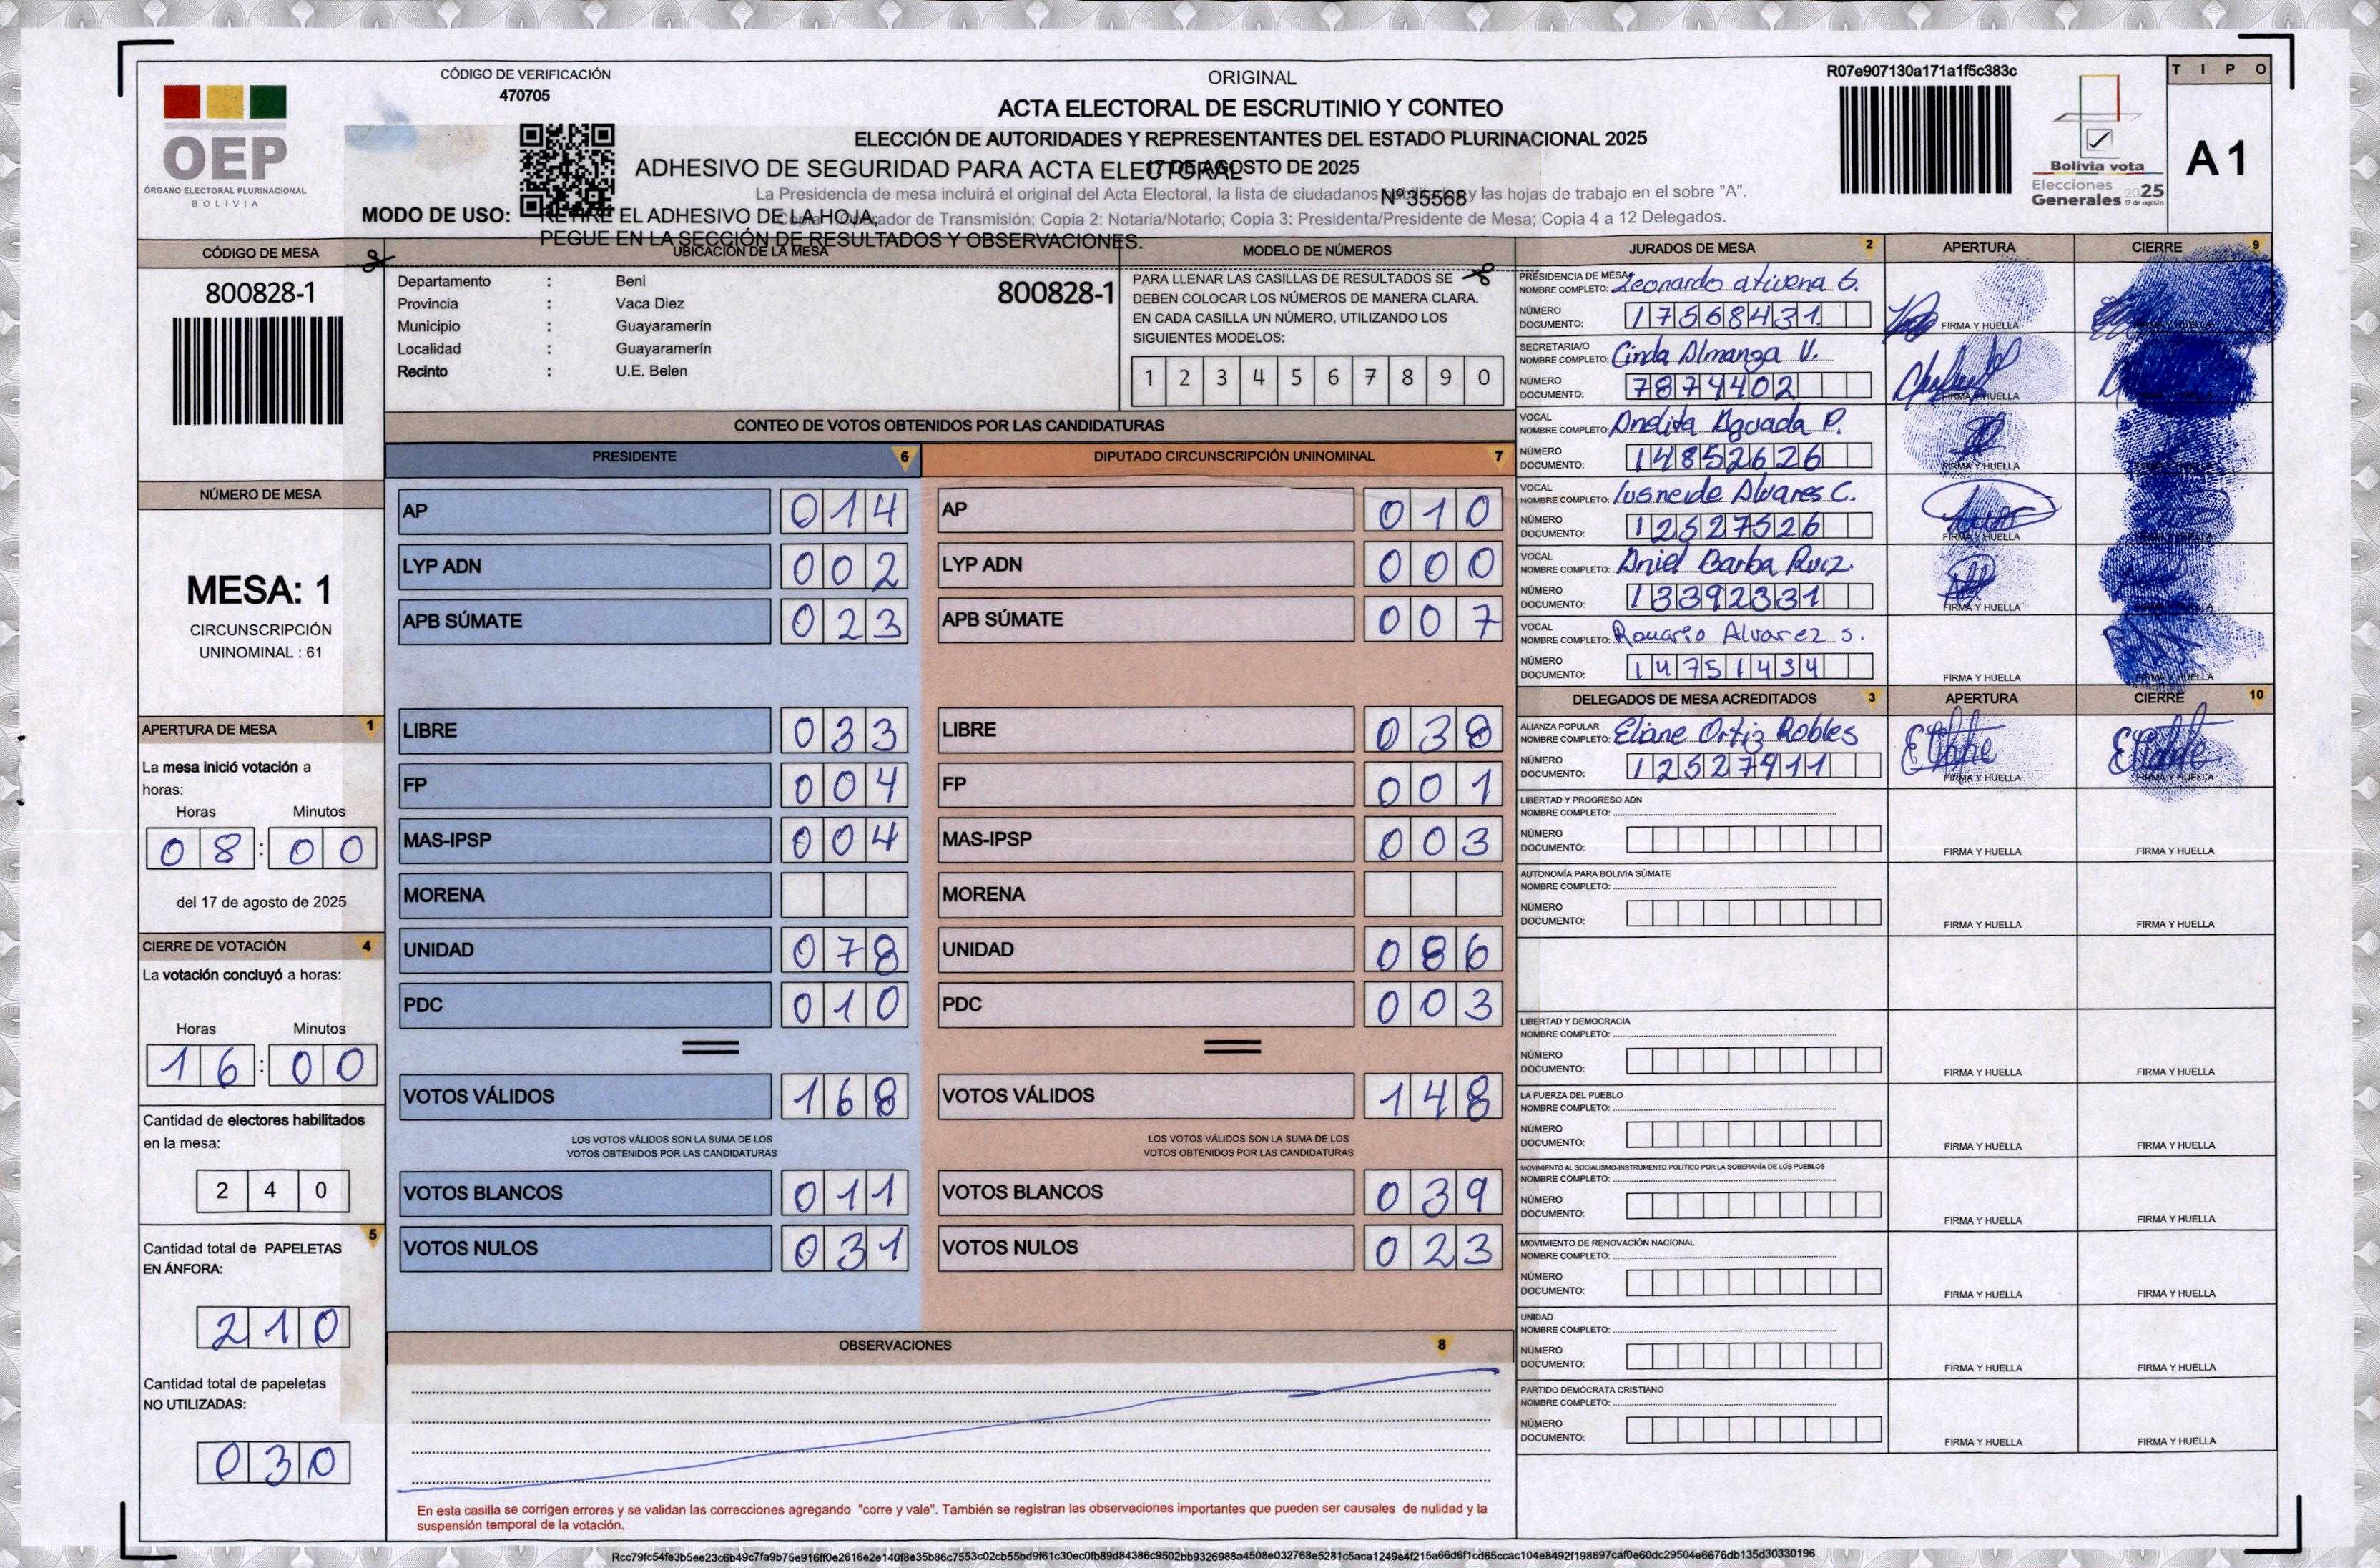 CÓDIGO DE VERIFICACIÓN
470705
ORIGINAL
ACTA ELECTORAL DE ESCRUTINIO Y CONTEO
ELECCIÓN DE AUTORIDADES Y REPRESENTANTES DEL ESTADO PLURINACIONAL 2025
17 DE AGOSTO DE 2025
ADHESIVO DE SEGURIDAD PARA ACTA ELECTORAL
Nº 35568
MODO DE USO: RETIRE EL ADHESIVO DE LA HOJA,
PEGUE EN LA SECCIÓN DE RESULTADOS Y OBSERVACIONES.
La Presidencia de mesa incluirá el original del Acta Electoral, la lista de ciudadanos y las hojas de trabajo en el sobre "A".
Operador de Transmisión; Copia 2: Notaria/Notario; Copia 3: Presidenta/Presidente de Mesa; Copia 4 a 12 Delegados.
R07e907130a171a1f5c383c
OEP
ÓRGANO ELECTORAL PLURINACIONAL
BOLIVIA
Bolivia vota
Elecciones
Generales 2025
17 de agosto
TIPO
A1
CÓDIGO DE MESA
800828-1
NÚMERO DE MESA
MESA: 1
CIRCUNSCRIPCIÓN
UNINOMINAL : 61
APERTURA DE MESA 1
La mesa inició votación a
horas:
Horas Minutos
08:00
del 17 de agosto de 2025
CIERRE DE VOTACIÓN 4
La votación concluyó a horas:
Horas Minutos
16:00
Cantidad de electores habilitados
en la mesa:
240
5
Cantidad total de PAPELETAS
EN ÁNFORA:
210
Cantidad total de papeletas
NO UTILIZADAS:
030
UBICACIÓN DE LA MESA
Departamento : Beni
Provincia : Vaca Diez
Municipio : Guayaramerín
Localidad : Guayaramerín
Recinto : U.E. Belen
800828-1
MODELO DE NÚMEROS
PARA LLENAR LAS CASILLAS DE RESULTADOS SE
DEBEN COLOCAR LOS NÚMEROS DE MANERA CLARA.
EN CADA CASILLA UN NÚMERO, UTILIZANDO LOS
SIGUIENTES MODELOS:
1 2 3 4 5 6 7 8 9 0
CONTEO DE VOTOS OBTENIDOS POR LAS CANDIDATURAS
PRESIDENTE 6
AP 014
LYP ADN 002
APB SÚMATE 023
LIBRE 033
FP 004
MAS-IPSP 004
MORENA
UNIDAD 078
PDC 010
VOTOS VÁLIDOS 168
LOS VOTOS VÁLIDOS SON LA SUMA DE LOS
VOTOS OBTENIDOS POR LAS CANDIDATURAS
VOTOS BLANCOS 011
VOTOS NULOS 031
DIPUTADO CIRCUNSCRIPCIÓN UNINOMINAL 7
AP 010
LYP ADN 000
APB SÚMATE 007
LIBRE 038
FP 001
MAS-IPSP 003
MORENA
UNIDAD 086
PDC 003
VOTOS VÁLIDOS 148
LOS VOTOS VÁLIDOS SON LA SUMA DE LOS
VOTOS OBTENIDOS POR LAS CANDIDATURAS
VOTOS BLANCOS 039
VOTOS NULOS 023
OBSERVACIONES 8
En esta casilla se corrigen errores y se validan las correcciones agregando "corre y vale". También se registran las observaciones importantes que pueden ser causales de nulidad y la
suspensión temporal de la votación.
JURADOS DE MESA 2 APERTURA CIERRE 9
PRESIDENCIA DE MESA
NOMBRE COMPLETO: Leonardo G.
NÚMERO
DOCUMENTO: 17568431 FIRMA Y HUELLA
SECRETARIA/O
NOMBRE COMPLETO: Cinda Almanza V.
NÚMERO
DOCUMENTO: 7874402 FIRMA Y HUELLA
VOCAL
NOMBRE COMPLETO: Aguada P.
NÚMERO
DOCUMENTO: 14852626 FIRMA Y HUELLA
VOCAL
NOMBRE COMPLETO: Alvares C.
NÚMERO
DOCUMENTO: 12527526 FIRMA Y HUELLA
VOCAL
NOMBRE COMPLETO: Aniel Barba Ruiz.
NÚMERO
DOCUMENTO: 13392331 FIRMA Y HUELLA
VOCAL
NOMBRE COMPLETO: Romario Alvarez S.
NÚMERO
DOCUMENTO: 14751434 FIRMA Y HUELLA FIRMA Y HUELLA
DELEGADOS DE MESA ACREDITADOS 3 APERTURA CIERRE 10
ALIANZA POPULAR
NOMBRE COMPLETO: Eliane Ortiz Robles
NÚMERO
DOCUMENTO: 12527911 FIRMA Y HUELLA FIRMA Y HUELLA
LIBERTAD Y PROGRESO ADN
NOMBRE COMPLETO:
NÚMERO
DOCUMENTO: FIRMA Y HUELLA FIRMA Y HUELLA
AUTONOMÍA PARA BOLIVIA SÚMATE
NOMBRE COMPLETO:
NÚMERO
DOCUMENTO: FIRMA Y HUELLA FIRMA Y HUELLA
LIBERTAD Y DEMOCRACIA
NOMBRE COMPLETO:
NÚMERO
DOCUMENTO: FIRMA Y HUELLA FIRMA Y HUELLA
LA FUERZA DEL PUEBLO
NOMBRE COMPLETO:
NÚMERO
DOCUMENTO: FIRMA Y HUELLA FIRMA Y HUELLA
MOVIMIENTO AL SOCIALISMO-INSTRUMENTO POLÍTICO POR LA SOBERANÍA DE LOS PUEBLOS
NOMBRE COMPLETO:
NÚMERO
DOCUMENTO: FIRMA Y HUELLA FIRMA Y HUELLA
MOVIMIENTO DE RENOVACIÓN NACIONAL
NOMBRE COMPLETO:
NÚMERO
DOCUMENTO: FIRMA Y HUELLA FIRMA Y HUELLA
UNIDAD
NOMBRE COMPLETO:
NÚMERO
DOCUMENTO: FIRMA Y HUELLA FIRMA Y HUELLA
PARTIDO DEMÓCRATA CRISTIANO
NOMBRE COMPLETO:
NÚMERO
DOCUMENTO: FIRMA Y HUELLA FIRMA Y HUELLA